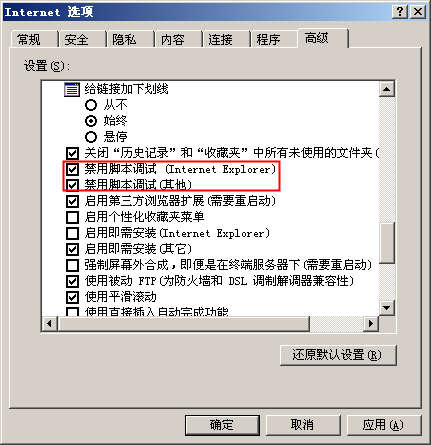 Internet 选项
常规
安全
隐私
内容
连接
程序
高级
设置(S):
给链接加下划线
从不
始终
悬停
关闭“历史记录”和“收藏夹”中所有未使用的文件夹(
禁用脚本调试 (Internet Explorer)
禁用脚本调试(其他)
启用第三方浏览器扩展(需要重启动)
启用个性化收藏夹菜单
启用即需安装(Internet Explorer)
启用即需安装(其它)
强制屏幕外合成,即便是在终端服务器下(需要重启动)
使用被动 FTP(为防火墙和 DSL 调制解调器兼容性)
使用平滑滚动
使用直接插入自动完成功能
还原默认设置(R)
确定
取消
应用(A)